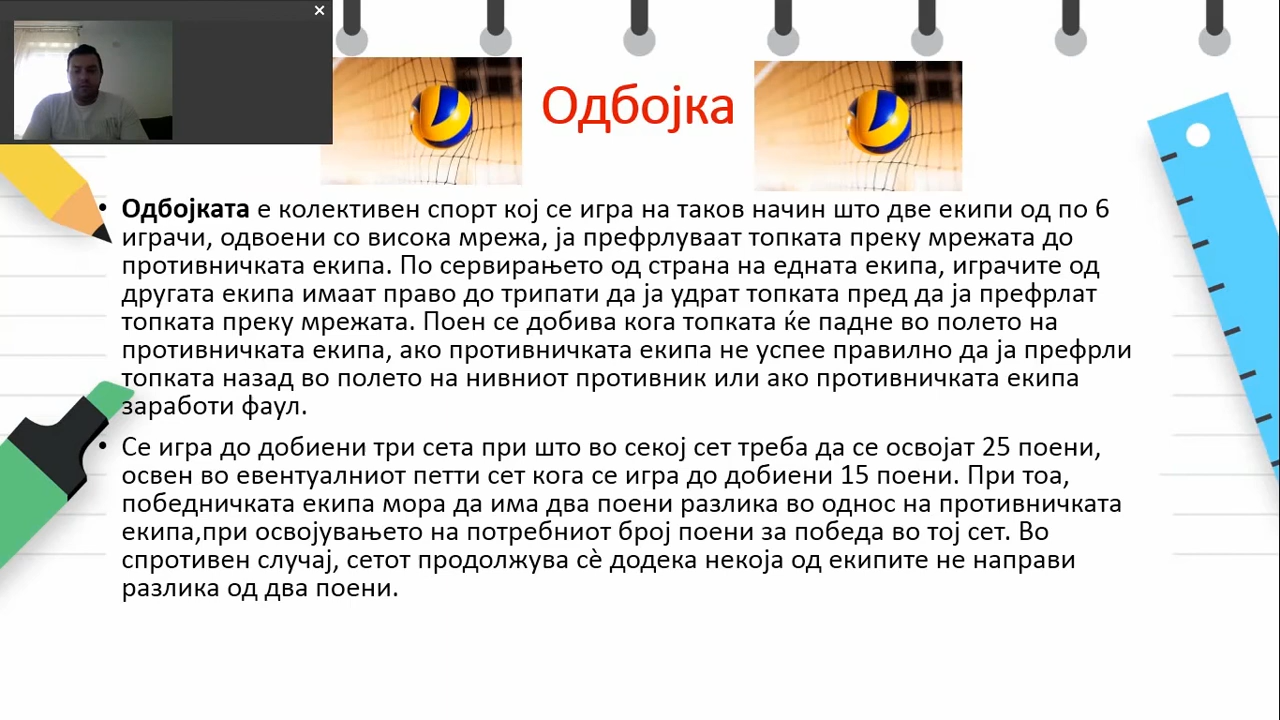 Одбојка
• Одбојката е колективен спорт кој се игра на таков начин што две екипи од по 6
играчи, одвоени со висока мрежа, ја префрлуваат топката преку мрежата до
противничката екипа. По сервирањето од страна на едната екипа, играчите од
другата екипа имаат право до трипати да ја удрат топката пред да ја префрлат
топката преку мрежата. Поен се добива кога топката ќе падне во полето на
противничката екипа, ако противничката екипа не успее правилно да ја префрли
топката назад во полето на нивниот противник или ако противничката екипа
заработи фаул.
• Се игра до добиени три сета при што во секој сет треба да се освојат 25 поени,
освен во евентуалниот петти сет кога се игра до добиени 15 поени. При тоа,
победничката екипа мора да има два поени разлика во однос на противничката
екипа,при освојувањето на потребниот број поени за победа во тој сет. Во
спротивен случај, сетот продолжува сѐ додека некоја од екипите не направи
разлика од два поени.